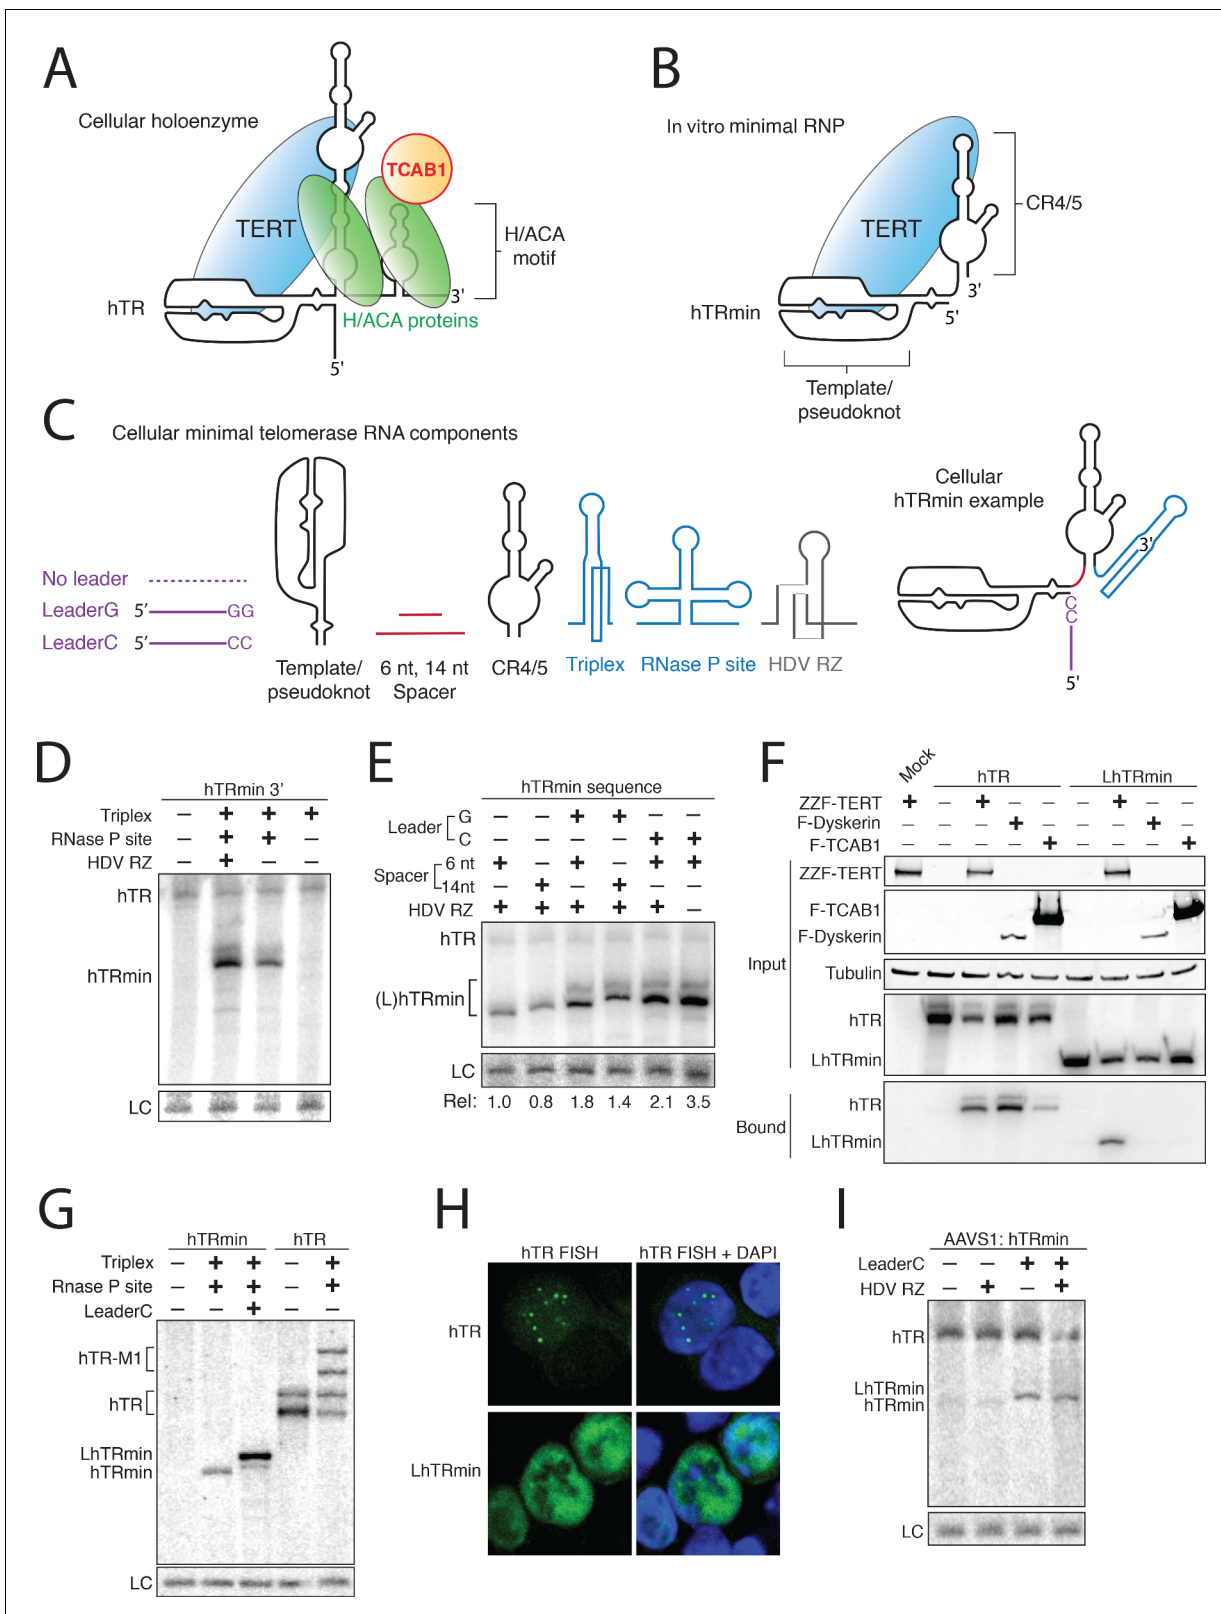 A
Cellular holoenzyme
TCAB1
TERT
H/ACA
motif
hTR
3'
H/ACA proteins
5'
B
In vitro minimal RNP
TERT
CR4/5
3'
hTRmin
5'
Template/
pseudoknot
C
Cellular minimal telomerase RNA components
No leader
LeaderG 5′ GG
LeaderC 5′ CC
Template/
pseudoknot
6 nt, 14 nt
Spacer
CR4/5
Triplex
RNase P site
HDV RZ
Cellular
hTRmin example
3'
C
C
5'
D
hTRmin 3’
Triplex − + + +
RNase P site − + + −
HDV RZ − + − −
hTR
hTRmin
LC
E
hTRmin sequence
Leader G − − + + − −
C − − − − + +
Spacer 6 nt + − + − + +
14nt − + − + − −
HDV RZ + + + + + −
hTR
(L)hTRmin
LC
Rel: 1.0 0.8 1.8 1.4 2.1 3.5
F
Mock hTR LhTRmin
ZZF-TERT + − + − − − + − −
F-Dyskerin − − − + − − − + −
F-TCAB1 − − − − + − − − +
Input
ZZF-TERT
F-TCAB1
F-Dyskerin
Tubulin
hTR
LhTRmin
Bound
hTR
LhTRmin
G
hTRmin hTR
Triplex − + + − +
Rnase P site − + + − +
LeaderC − − + − −
hTR-M1
hTR
LhTRmin
hTRmin
LC
H
hTR FISH hTR FISH + DAPI
hTR
LhTRmin
I
AAVS1: hTRmin
LeaderC − − + +
HDV RZ − + − +
hTR
LhTRmin
hTRmin
LC